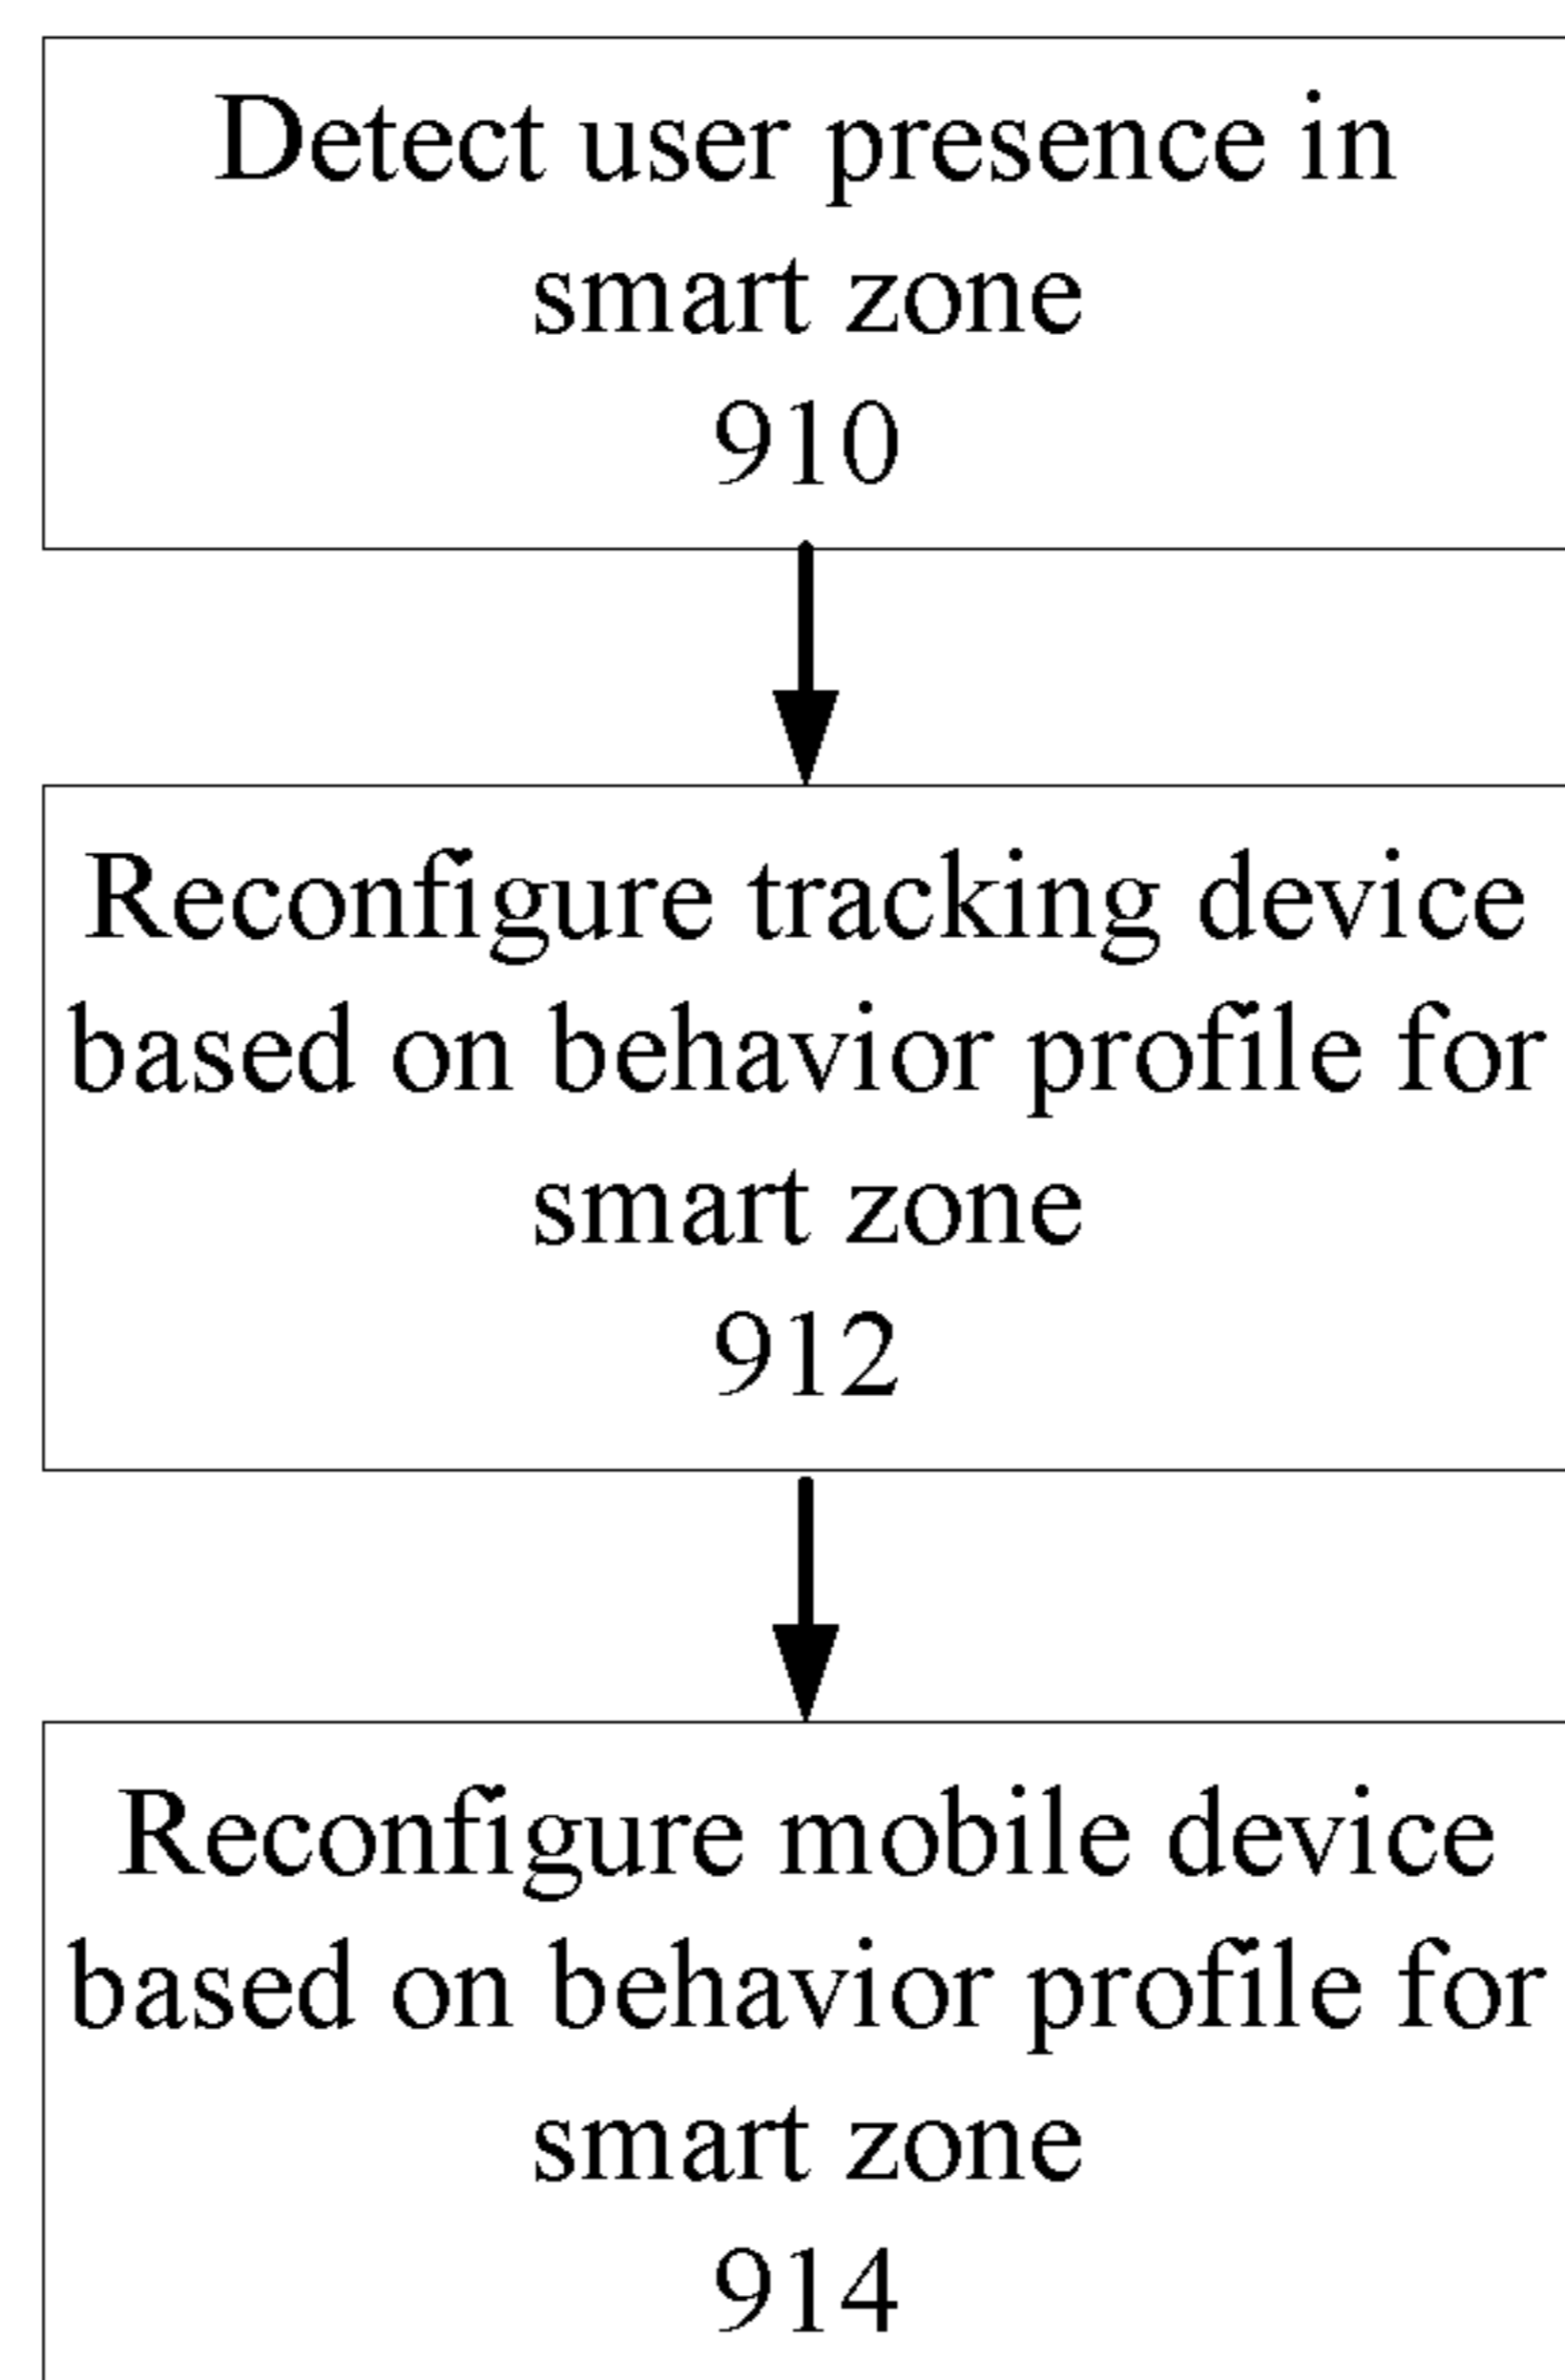 Detect user presence in
smart zone
910
Reconfigure tracking device
based on behavior profile for
smart zone
912
Reconfigure mobile device
based on behavior profile for
smart zone
914